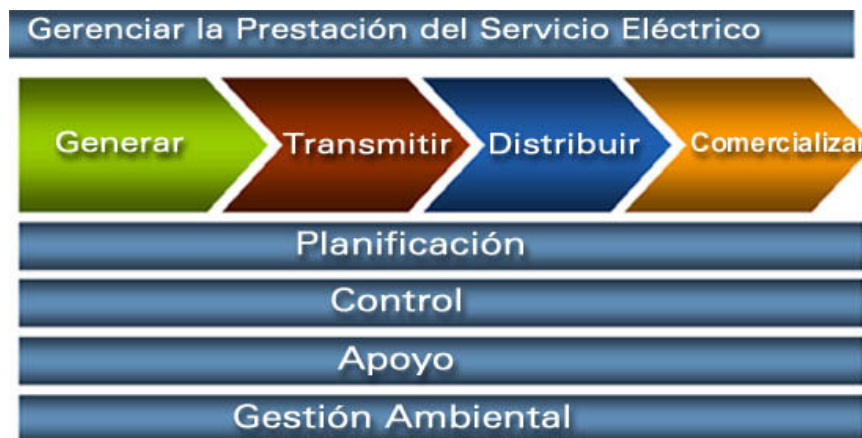 Gerenciar la Prestación del Servicio Eléctrico
Generar
Transmitir
Distribuir
Comercializar
Planificación
Control
Apoyo
Gestión Ambiental